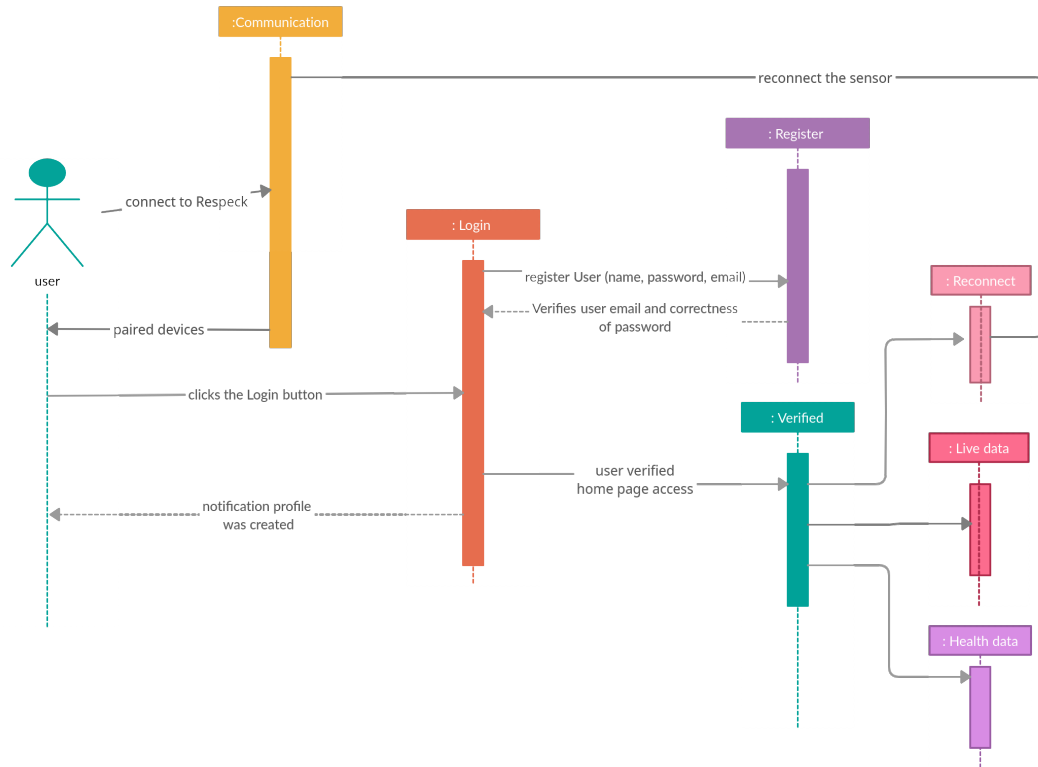 :Communication
reconnect the sensor
: Register
connect to Respeck
: Login
user
register User (name, password, email)
: Reconnect
Verifies user email and correctness
of password
paired devices
clicks the Login button
: Verified
: Live data
user verified
home page access
notification profile
was created
: Health data